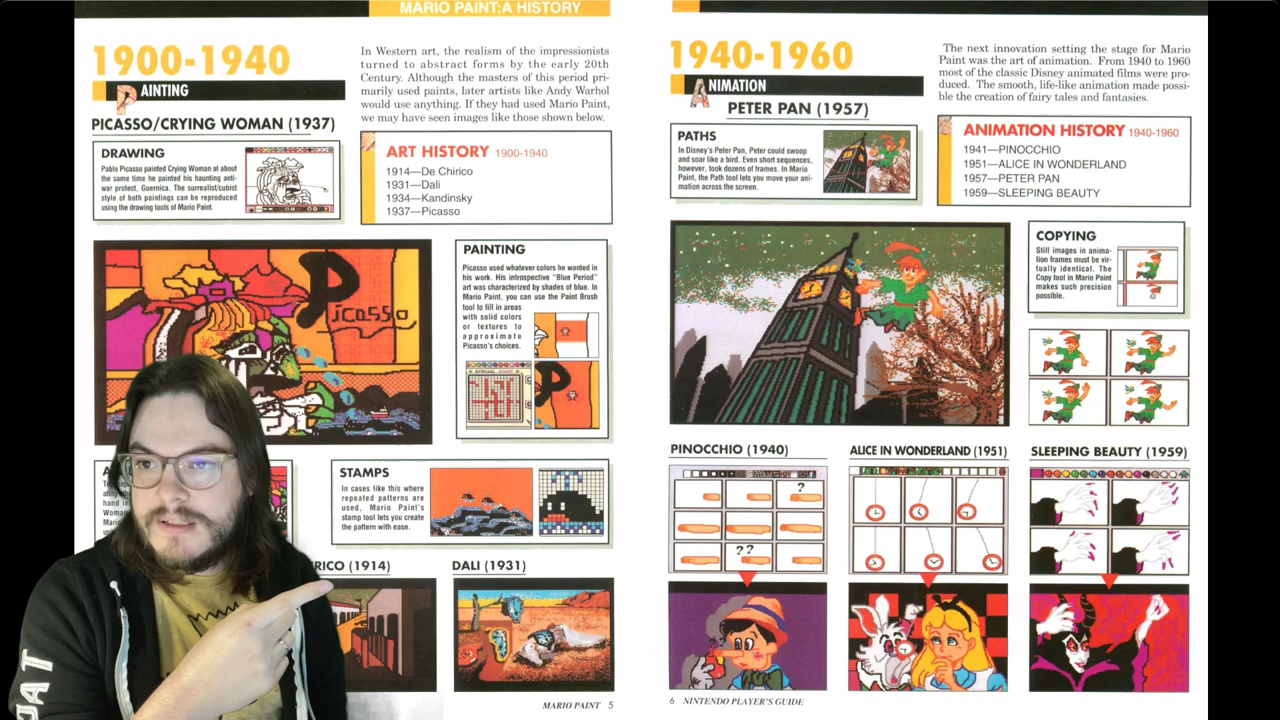 MARIO PAINT:A HISTORY
1900-1940
PAINTING
PICASSO/CRYING WOMAN (1937)
In Western art, the realism of the impressionists
turned to abstract forms by the early 20th
Century. Although the masters of this period pri-
marily used paints, later artists like Andy Warhol
would use anything. If they had used Mario Paint,
we may have seen images like those shown below.
DRAWING
Pablo Picasso painted Crying Woman at about
the same time he painted his haunting anti-
war protest, Guernica. The surrealist/cubist
style of both paintings can be reproduced
using the drawing tools of Mario Paint.
ART HISTORY 1900-1940
1914—De Chirico
1931—Dali
1934—Kandinsky
1937—Picasso
Picasso
PAINTING
Picasso used whatever colors he wanted in
his work. His introspective "Blue Period"
art was characterized by shades of blue. In
Mario Paint, you can use the Paint Brush
tool to fill in areas
with solid colors
or textures to
approximate
Picasso's choices.
SPECIAL STAMP
STAMPS
In cases like this where
repeated patterns are
used, Mario Paint's
stamp tool lets you create
the pattern with ease.
RICO (1914)
DALI (1931)
MARIO PAINT 5
1940-1960
ANIMATION
PETER PAN (1957)
The next innovation setting the stage for Mario
Paint was the art of animation. From 1940 to 1960
most of the classic Disney animated films were pro-
duced. The smooth, life-like animation made possi-
ble the creation of fairy tales and fantasies.
PATHS
In Disney's Peter Pan, Peter could swoop
and soar like a bird. Even short sequences,
however, took dozens of frames. In Mario
Paint, the Path tool lets you move your ani-
mation across the screen.
ANIMATION HISTORY 1940-1960
1941—PINOCCHIO
1951—ALICE IN WONDERLAND
1957—PETER PAN
1959—SLEEPING BEAUTY
COPYING
Still images in anima-
tion frames must be vir-
tually identical. The
Copy tool in Mario Paint
makes such precision
possible.
PINOCCHIO (1940)
ALICE IN WONDERLAND (1951)
SLEEPING BEAUTY (1959)
?
? ?
6 NINTENDO PLAYER'S GUIDE